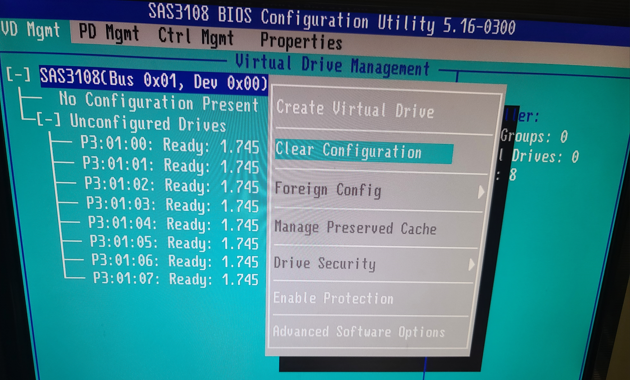 SAS3108 BIOS Configuration Utility 5.16-0300
VD Mgmt PD Mgmt Ctrl Mgmt Properties
Virtual Drive Management
[-] SAS3108(Bus 0x01, Dev 0x00)
No Configuration Present
[-] Unconfigured Drives
P3:01:00: Ready: 1.745
P3:01:01: Ready: 1.745
P3:01:02: Ready: 1.745
P3:01:03: Ready: 1.745
P3:01:04: Ready: 1.745
P3:01:05: Ready: 1.745
P3:01:06: Ready: 1.745
P3:01:07: Ready: 1.745
Create Virtual Drive
Clear Configuration
Foreign Config
Manage Preserved Cache
Drive Security
Enable Protection
Advanced Software Options
ller:
Groups: 0
l Drives: 0
: 8